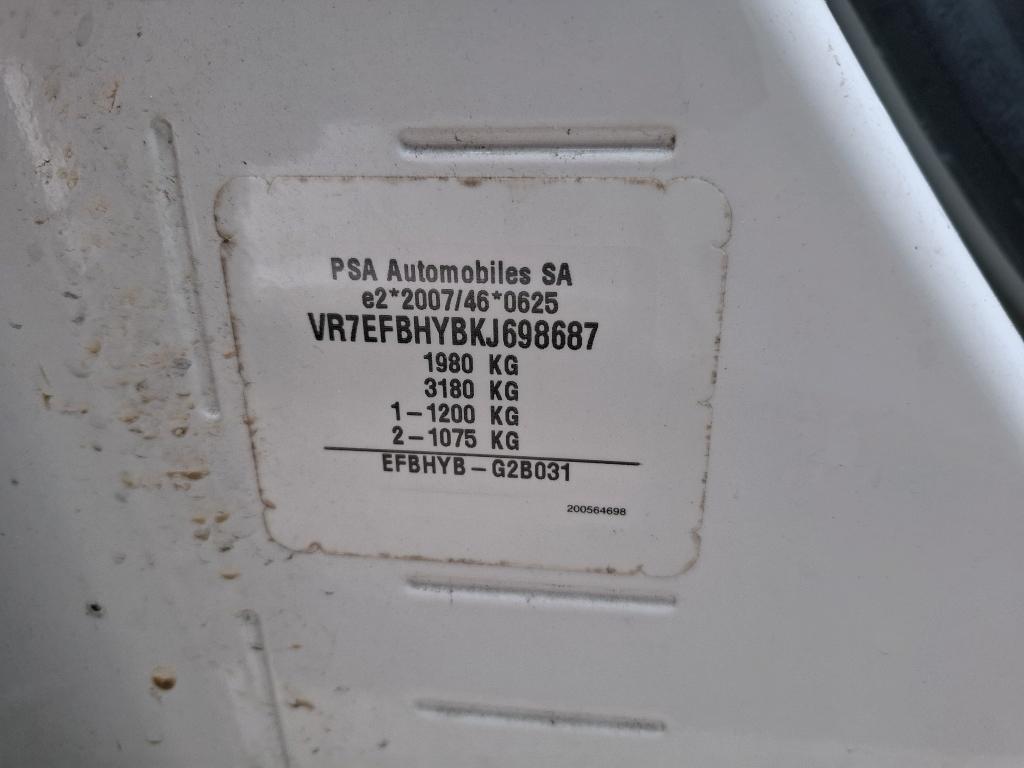 PSA Automobiles SA
e2*2007/46*0625
VR7EFBHYBKJ698687
1980 KG
3180 KG
1-1200 KG
2-1075 KG
EFBHYB-G2B031
200564698